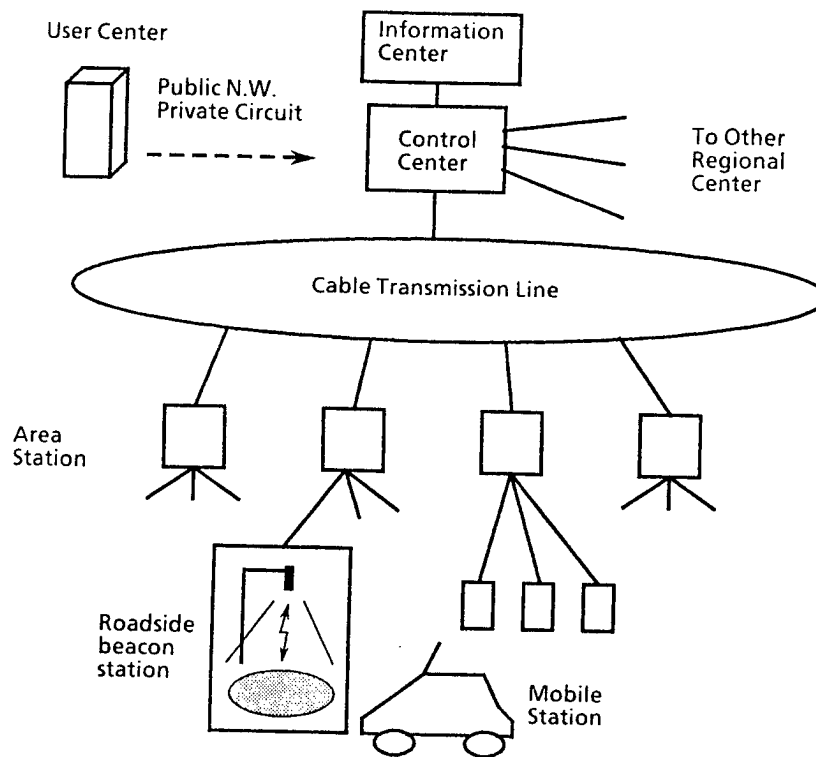 User Center
Information
Center
Public N.W.
Private Circuit
Control
Center
To Other
Regional
Center
Cable Transmission Line
Area
Station
Roadside
beacon
station
Mobile
Station